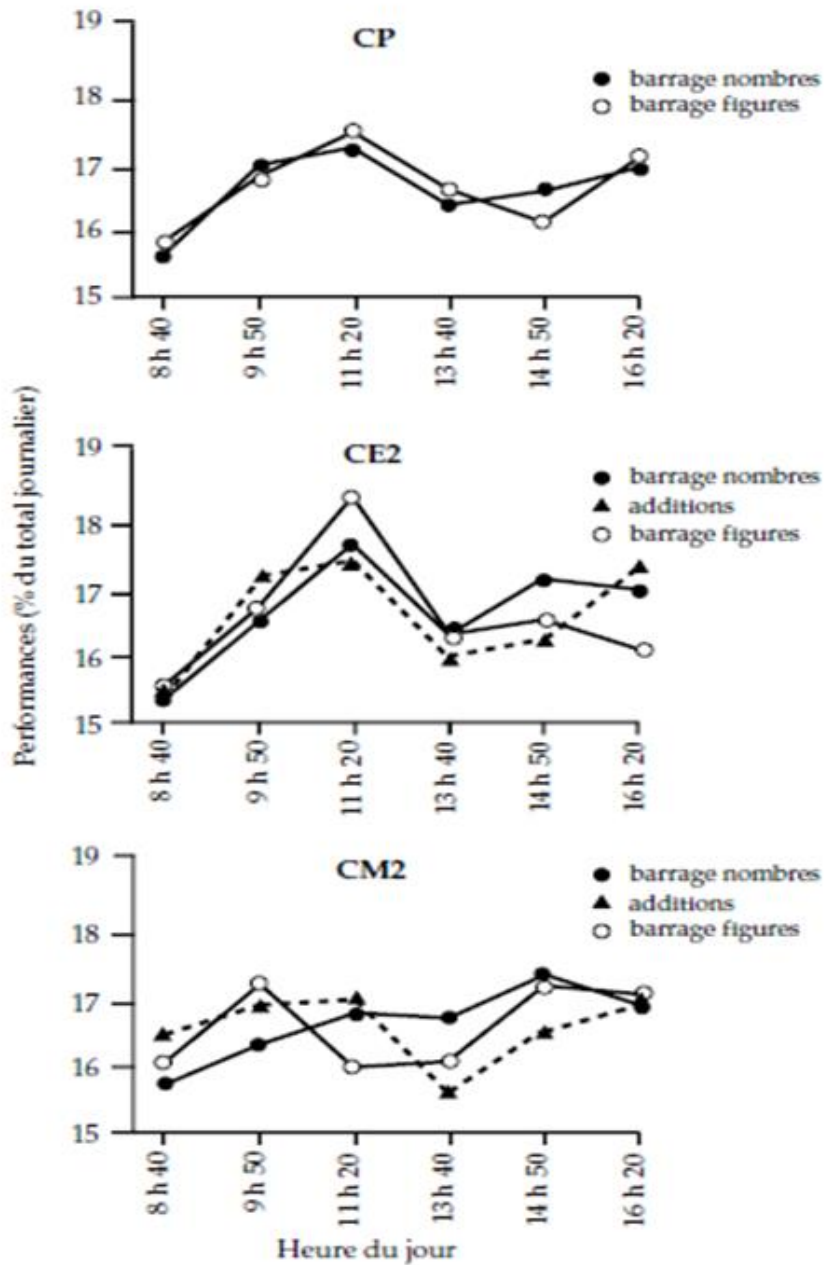 CP
barrage nombres
barrage figures
19
18
17
16
15
8 h 40
9 h 50
11 h 20
13 h 40
14 h 50
16 h 20
Performances (% du total journalier)
CE2
barrage nombres
additions
barrage figures
19
18
17
16
15
8 h 40
9 h 50
11 h 20
13 h 40
14 h 50
16 h 20
CM2
barrage nombres
additions
barrage figures
19
18
17
16
15
8 h 40
9 h 50
11 h 20
13 h 40
14 h 50
16 h 20
Heure du jour